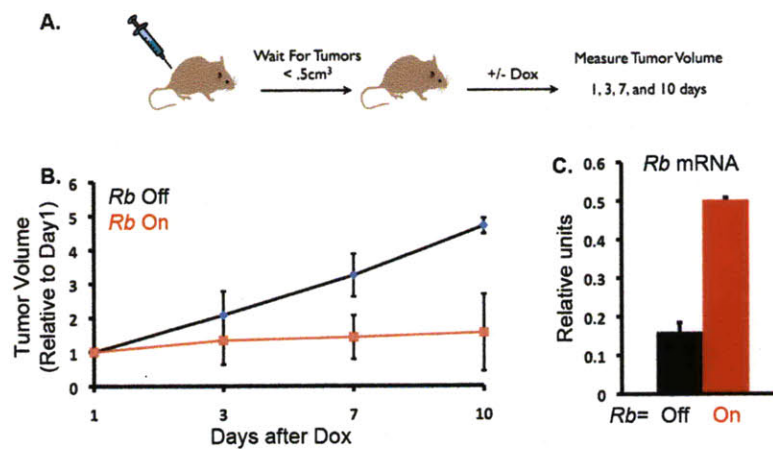 A.
Wait For Tumors
< .5cm³
+/- Dox
Measure Tumor Volume
1, 3, 7, and 10 days
B.
Rb Off
Rb On
Tumor Volume
(Relative to Day1)
6
5
4
3
2
1
0
1
3
7
10
Days after Dox
C.
Rb mRNA
Relative units
0.6
0.5
0.4
0.3
0.2
0.1
0
Rb= Off On